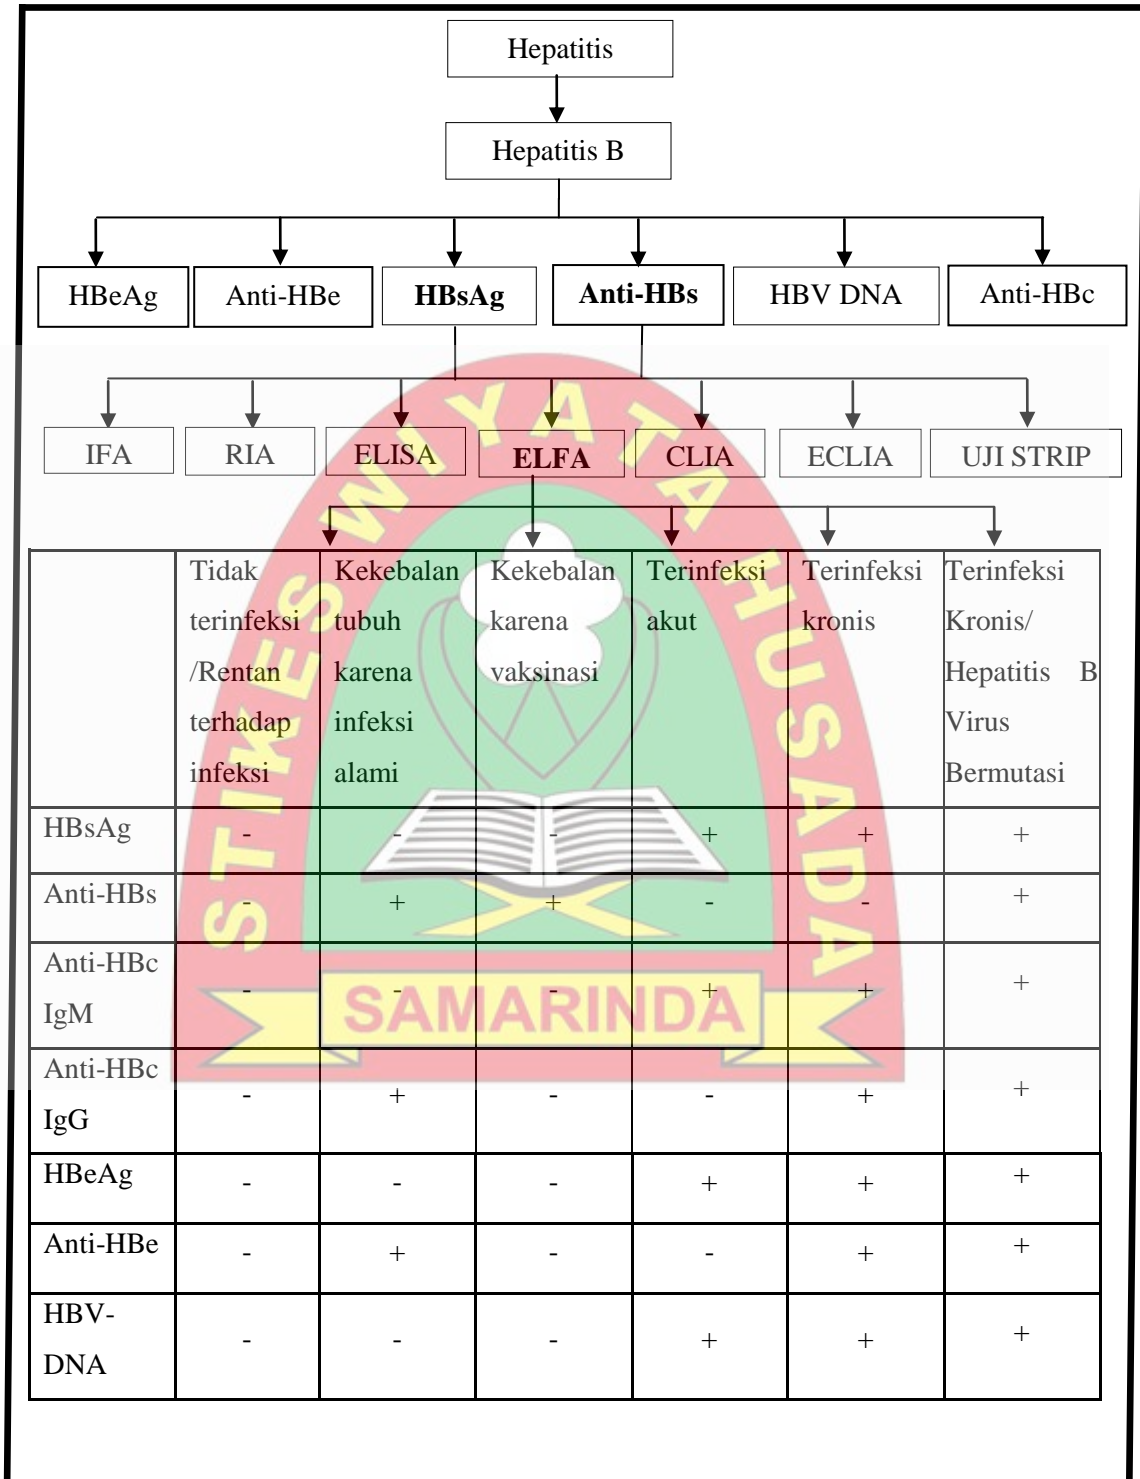 Hepatitis
Hepatitis B
HBeAg Anti-HBe HBsAg Anti-HBs HBV DNA Anti-HBc
IFA RIA ELISA ELFA CLIA ECLIA UJI STRIP
Tidak
terinfeksi
/Rentan
terhadap
infeksi
Kekebalan
tubuh
karena
infeksi
alami
Kekebalan
karena
vaksinasi
Terinfeksi
akut
Terinfeksi
kronis
Terinfeksi
Kronis/
Hepatitis B
Virus
Bermutasi
HBsAg - - - + + +
Anti-HBs - + + - - +
Anti-HBc
IgM - - - + + +
Anti-HBc
IgG - + - - + +
HBeAg - - - + + +
Anti-HBe - + - - + +
HBV-
DNA - - - + + +
STIKES WIYATA HUSADA
SAMARINDA